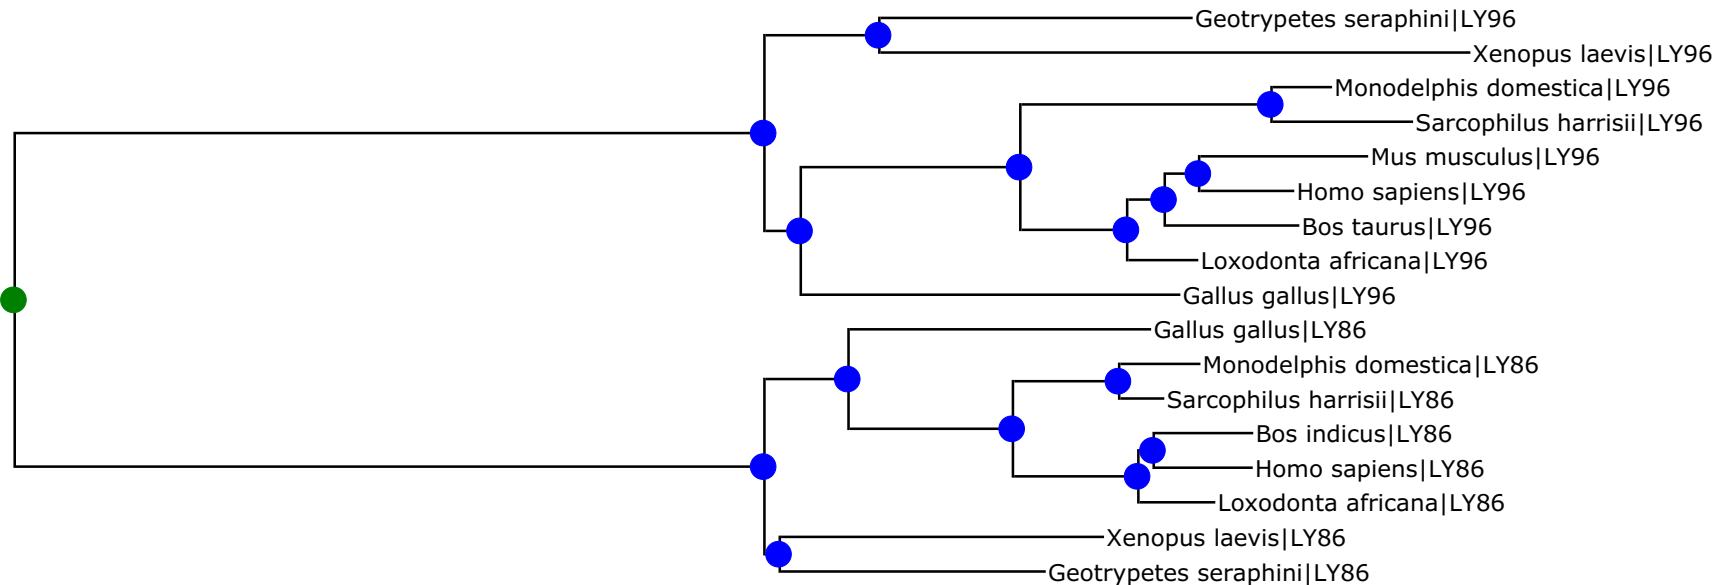 Geotrypetes seraphini|LY96
Xenopus laevis|LY96
Monodelphis domestica|LY96
Sarcophilus harrisii|LY96
Mus musculus|LY96
Homo sapiens|LY96
Bos taurus|LY96
Loxodonta africana|LY96
Gallus gallus|LY96
Gallus gallus|LY86
Monodelphis domestica|LY86
Sarcophilus harrisii|LY86
Bos indicus|LY86
Homo sapiens|LY86
Loxodonta africana|LY86
Xenopus laevis|LY86
Geotrypetes seraphini|LY86